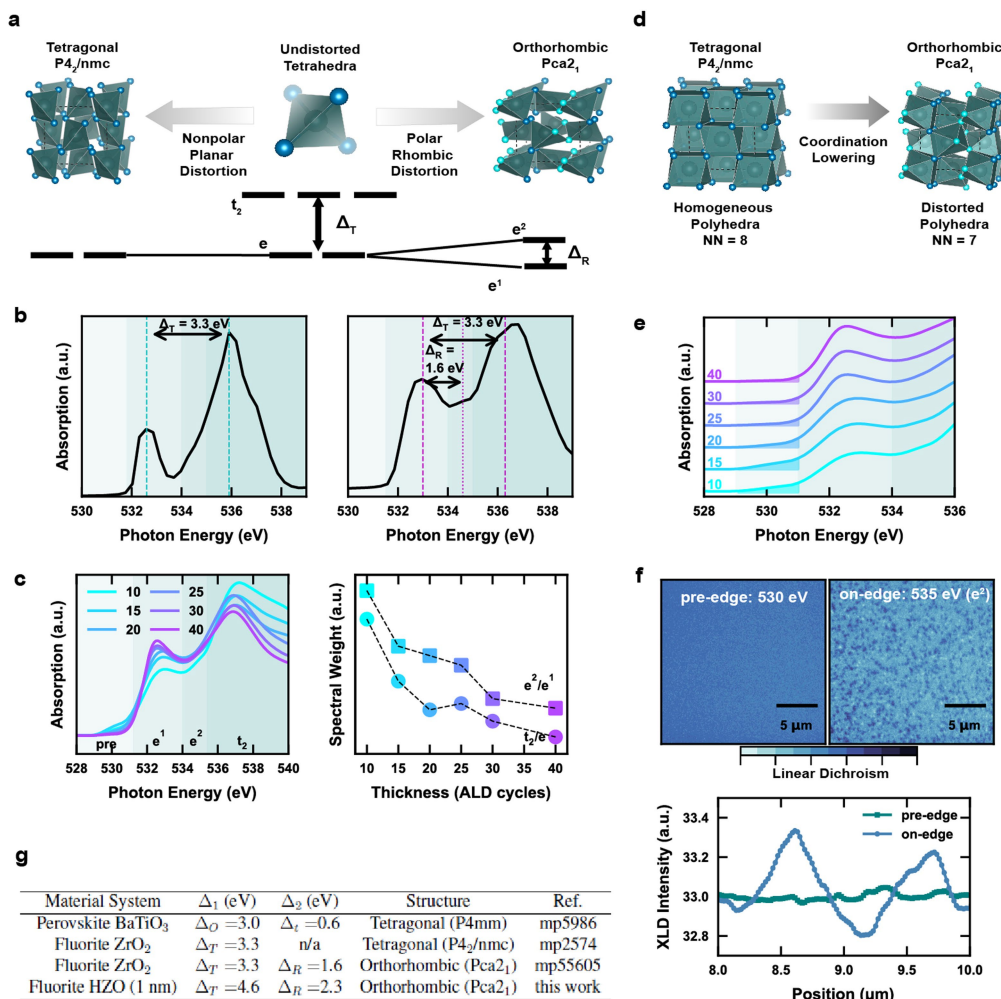 a
Tetragonal
P4₂/nmc
Undistorted
Tetrahedra
Orthorhombic
Pca2₁
Nonpolar
Planar
Distortion
Polar
Rhombic
Distortion
t₂
Δ_T
e
e²
Δ_R
e¹
d
Tetragonal
P4₂/nmc
Orthorhombic
Pca2₁
Coordination
Lowering
Homogeneous
Polyhedra
NN = 8
Distorted
Polyhedra
NN = 7
b
Δ_T = 3.3 eV
Absorption (a.u.)
530 532 534 536 538
Photon Energy (eV)
Δ_T = 3.3 eV
Δ_R =
1.6 eV
530 532 534 536 538
Photon Energy (eV)
e
40
30
25
20
15
10
Absorption (a.u.)
528 530 532 534 536
Photon Energy (eV)
c
10 25
15 30
20 40
Absorption (a.u.)
pre e¹ e² t₂
528 530 532 534 536 538 540
Photon Energy (eV)
Spectral Weight (a.u.)
e²/e¹
t₂/e
10 15 20 25 30 35 40
Thickness (ALD cycles)
f
pre-edge: 530 eV
5 μm
on-edge: 535 eV (e²)
5 μm
Linear Dichroism
XLD Intensity (a.u.)
33.4
33.2
33.0
32.8
pre-edge
on-edge
8.0 8.5 9.0 9.5 10.0
Position (μm)
g
Material System Δ₁ (eV) Δ₂ (eV) Structure Ref.
Perovskite BaTiO₃ Δ_O =3.0 Δ_t =0.6 Tetragonal (P4mm) mp5986
Fluorite ZrO₂ Δ_T =3.3 n/a Tetragonal (P4₂/nmc) mp2574
Fluorite ZrO₂ Δ_T =3.3 Δ_R =1.6 Orthorhombic (Pca2₁) mp55605
Fluorite HZO (1 nm) Δ_T =4.6 Δ_R =2.3 Orthorhombic (Pca2₁) this work